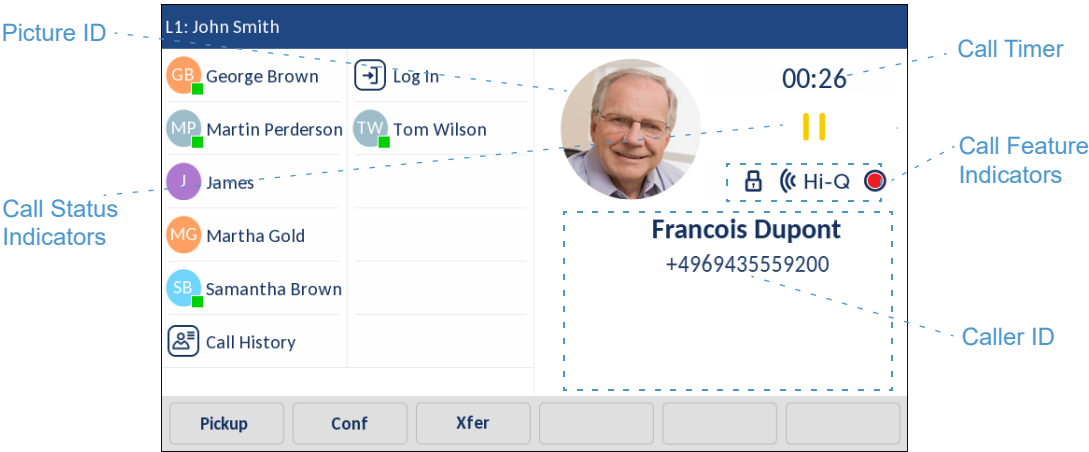 Picture ID
Call Status
Indicators
L1: John Smith
GB George Brown
MP Martin Perderson
J James
MG Martha Gold
SB Samantha Brown
Call History
Log In
TW Tom Wilson
00:26
Hi-Q
Francois Dupont
+4969435559200
Call Timer
Call Feature
Indicators
Caller ID
Pickup
Conf
Xfer